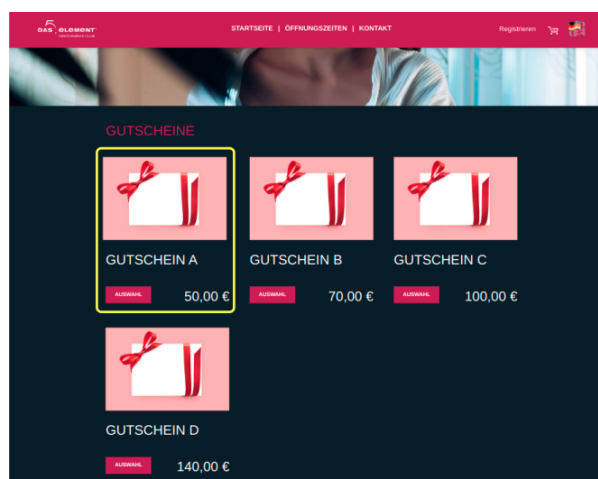 DAS 5 ELEMENT
STARTSEITE | ÖFFNUNGSZEITEN | KONTAKT
Registrieren
GUTSCHEINE
GUTSCHEIN A
GUTSCHEIN B
GUTSCHEIN C
AUSWAHL 50,00 €
AUSWAHL 70,00 €
AUSWAHL 100,00 €
GUTSCHEIN D
AUSWAHL 140,00 €